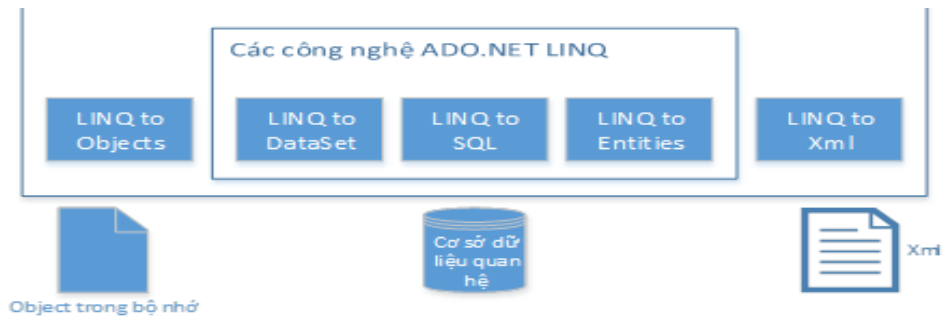 Các công nghệ ADO.NET LINQ
LINQ to
Objects
LINQ to
DataSet
LINQ to
SQL
LINQ to
Entities
LINQ to
Xml
Object trong bộ nhớ
Cơ sở dữ
liệu quan
hệ
Xml